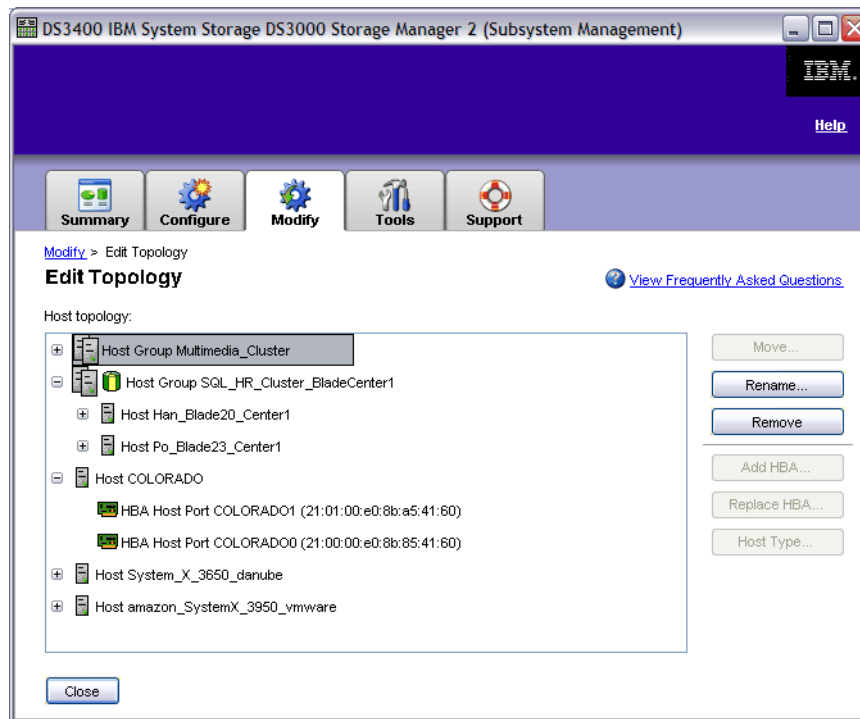 DS3400 IBM System Storage DS3000 Storage Manager 2 (Subsystem Management)
IBM.
Help
Summary
Configure
Modify
Tools
Support
Modify > Edit Topology
Edit Topology
View Frequently Asked Questions
Host topology:
Host Group Multimedia_Cluster
Host Group SQL_HR_Cluster_BladeCenter1
Host Han_Blade20_Center1
Host Po_Blade23_Center1
Host COLORADO
HBA Host Port COLORADO1 (21:01:00:e0:8b:a5:41:60)
HBA Host Port COLORADO0 (21:00:00:e0:8b:85:41:60)
Host System_X_3650_danube
Host amazon_SystemX_3950_vmware
Move...
Rename...
Remove
Add HBA...
Replace HBA...
Host Type...
Close